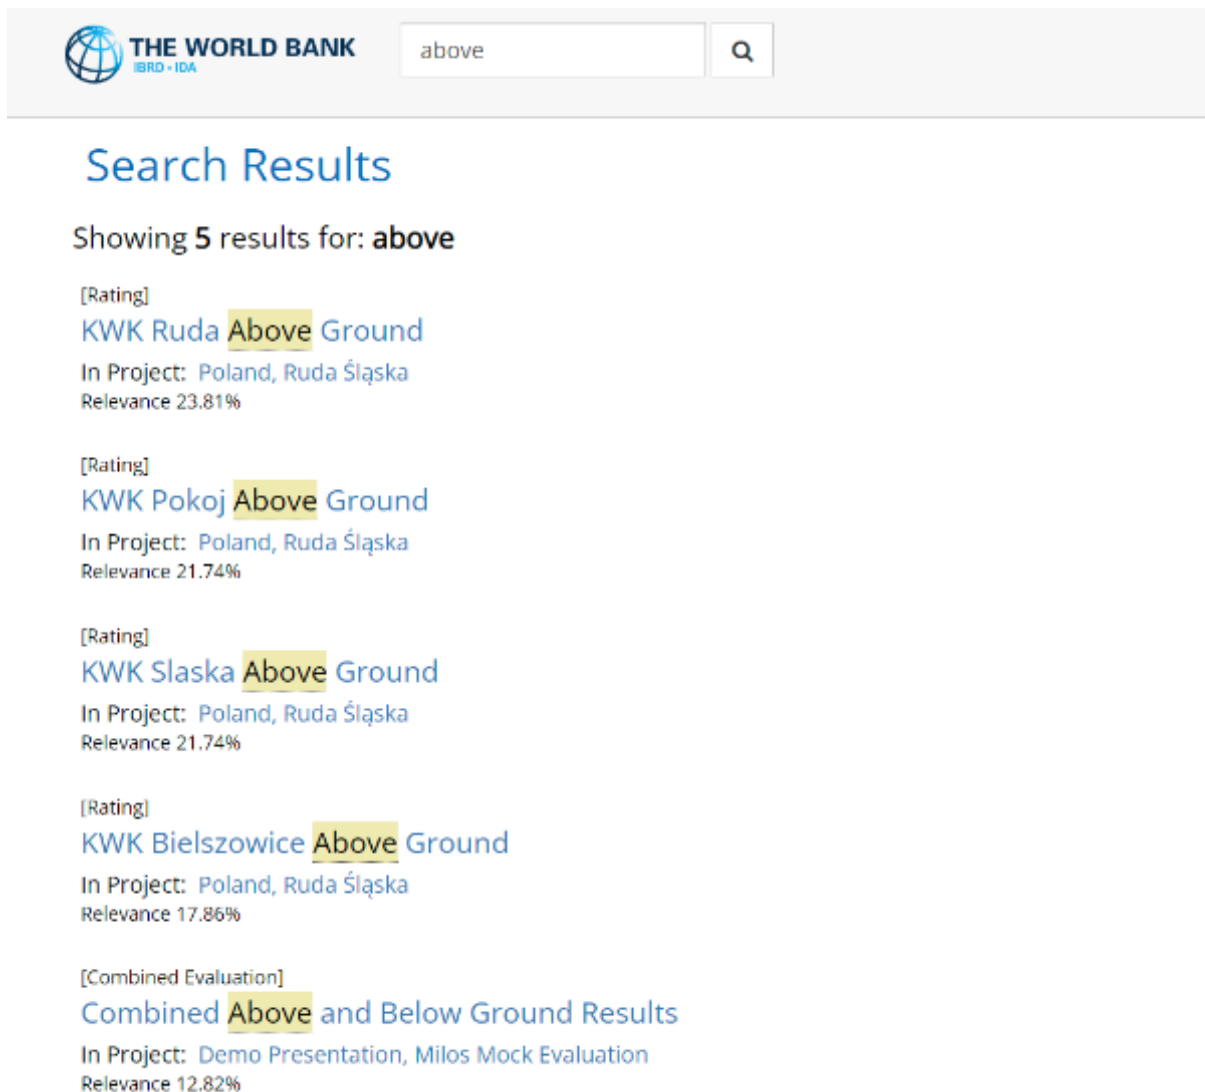 THE WORLD BANK
IBRD • IDA
above
Search Results
Showing 5 results for: above
[Rating]
KWK Ruda Above Ground
In Project: Poland, Ruda Śląska
Relevance 23.81%
[Rating]
KWK Pokoj Above Ground
In Project: Poland, Ruda Śląska
Relevance 21.74%
[Rating]
KWK Slaska Above Ground
In Project: Poland, Ruda Śląska
Relevance 21.74%
[Rating]
KWK Bielszowice Above Ground
In Project: Poland, Ruda Śląska
Relevance 17.86%
[Combined Evaluation]
Combined Above and Below Ground Results
In Project: Demo Presentation, Milos Mock Evaluation
Relevance 12.82%